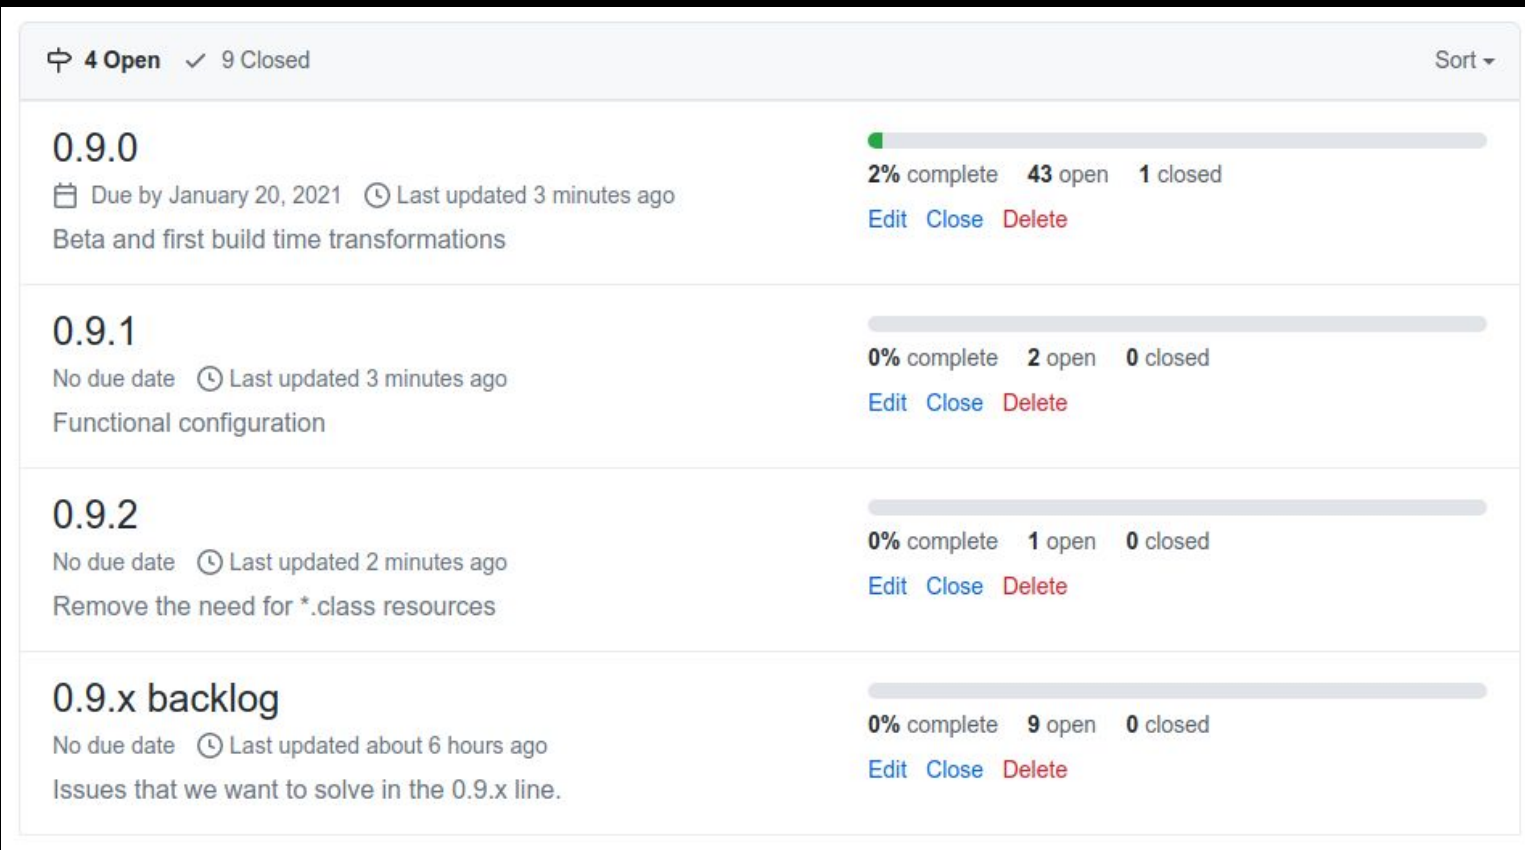 4 Open 9 Closed Sort
0.9.0
Due by January 20, 2021 Last updated 3 minutes ago
Beta and first build time transformations
2% complete 43 open 1 closed
Edit Close Delete
0.9.1
No due date Last updated 3 minutes ago
Functional configuration
0% complete 2 open 0 closed
Edit Close Delete
0.9.2
No due date Last updated 2 minutes ago
Remove the need for *.class resources
0% complete 1 open 0 closed
Edit Close Delete
0.9.x backlog
No due date Last updated about 6 hours ago
Issues that we want to solve in the 0.9.x line.
0% complete 9 open 0 closed
Edit Close Delete